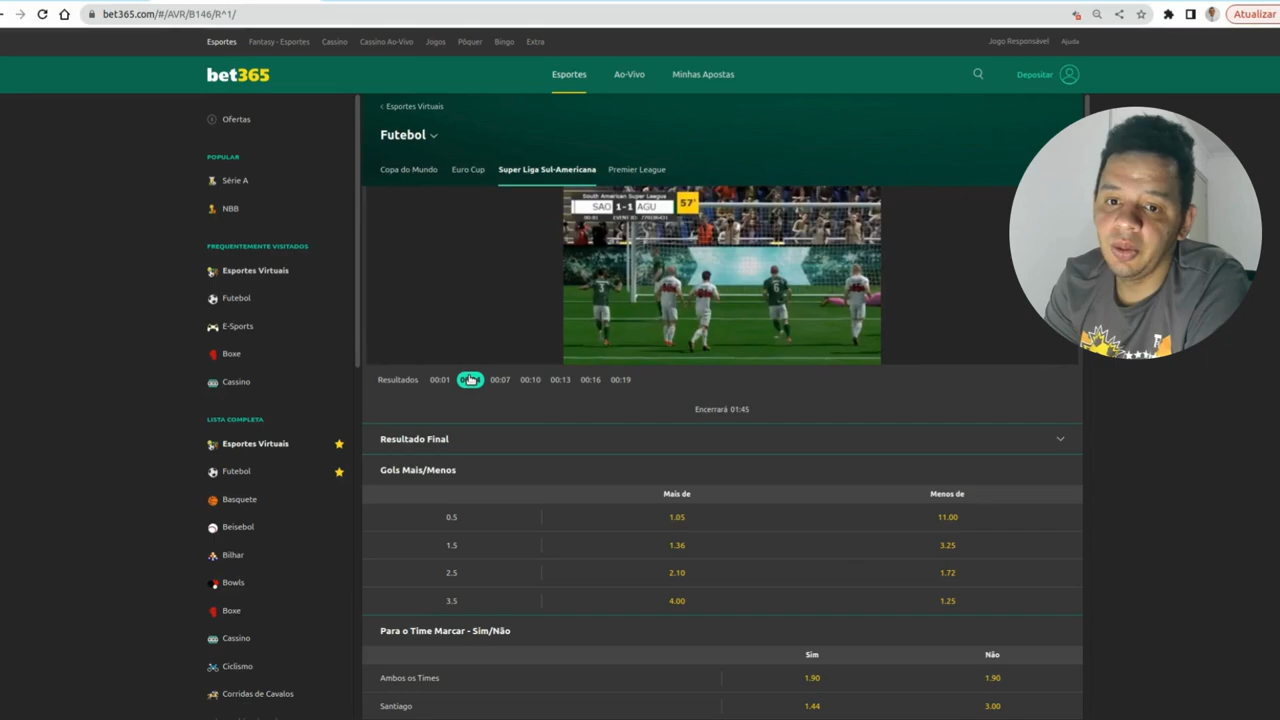 bet365.com/#/AVR/B146/R^1/
Atualizar
Esportes Fantasy - Esportes Cassino Cassino Ao-Vivo Jogos Pôquer Bingo Extra
Jogo Responsável Ajuda
bet365
Esportes Ao-Vivo Minhas Apostas
Depositar
Ofertas
POPULAR
Série A
NBB
FREQUENTEMENTE VISITADOS
Esportes Virtuais
Futebol
E-Sports
Boxe
Cassino
LISTA COMPLETA
Esportes Virtuais
Futebol
Basquete
Beisebol
Bilhar
Bowls
Boxe
Cassino
Ciclismo
Corridas de Cavalos
Esportes Virtuais
Futebol
Copa do Mundo Euro Cup Super Liga Sul-Americana Premier League
South American Super League
SAO 1-1 AGU 57'
Resultados 00:01 00:07 00:10 00:13 00:16 00:19
Encerrará 01:45
Resultado Final
Gols Mais/Menos
Mais de Menos de
0.5 1.05 11.00
1.5 1.36 3.25
2.5 2.10 1.72
3.5 4.00 1.25
Para o Time Marcar - Sim/Não
Sim Não
Ambos os Times 1.90 1.90
Santiago 1.44 3.00